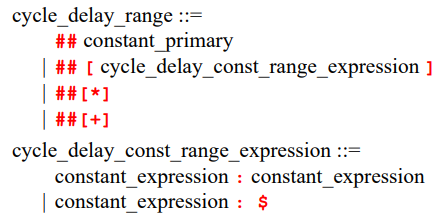 cycle_delay_range ::=
## constant_primary
| ## [ cycle_delay_const_range_expression ]
| ##[*]
| ##[+]
cycle_delay_const_range_expression ::=
constant_expression : constant_expression
| constant_expression : $